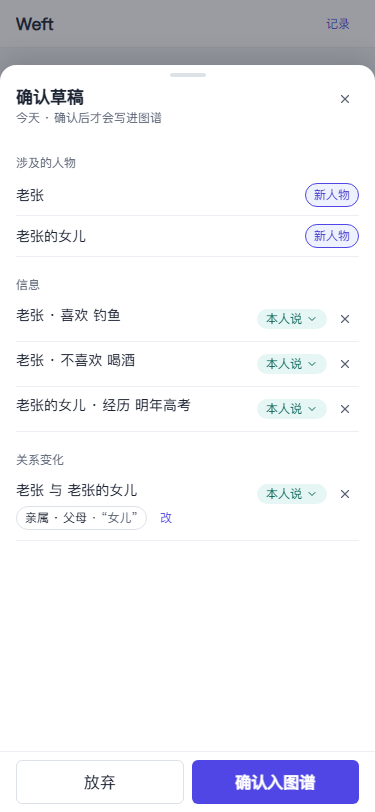 Weft
记录
确认草稿
今天 · 确认后才会写进图谱
涉及的人物
老张
新人物
老张的女儿
新人物
信息
老张 · 喜欢 钓鱼
本人说
老张 · 不喜欢 喝酒
本人说
老张的女儿 · 经历 明年高考
本人说
关系变化
老张 与 老张的女儿
本人说
亲属 · 父母 · “女儿”
改
放弃
确认入图谱